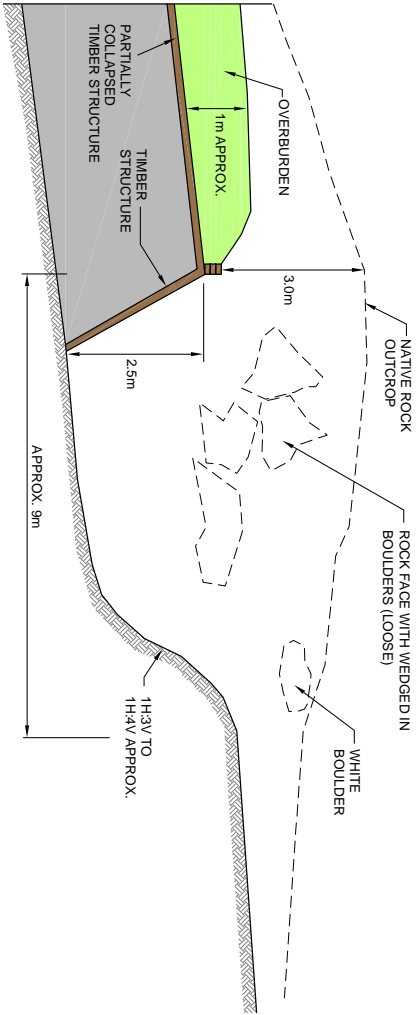 NATIVE ROCK
OUTCROP
ROCK FACE WITH WEDGED IN
BOULDERS (LOOSE)
WHITE
BOULDER
OVERBURDEN
3.0m
1m APPROX.
TIMBER
STRUCTURE
2.5m
PARTIALLY
COLLAPSED
TIMBER STRUCTURE
1H:3V TO
1H:4V APPROX.
APPROX. 9m